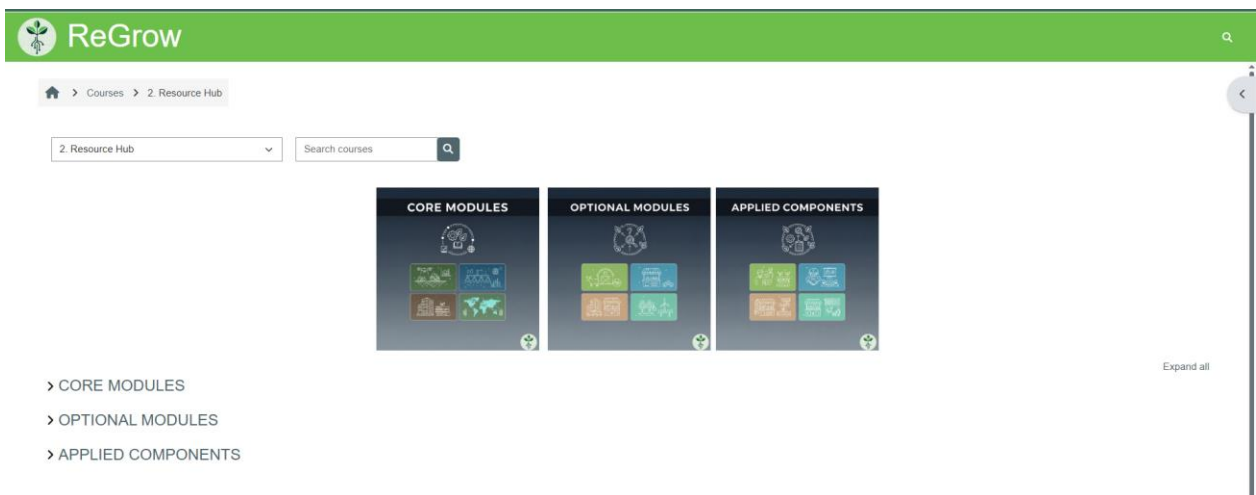 ReGrow
Courses > 2. Resource Hub
2. Resource Hub
Search courses
CORE MODULES
OPTIONAL MODULES
APPLIED COMPONENTS
Expand all
CORE MODULES
OPTIONAL MODULES
APPLIED COMPONENTS